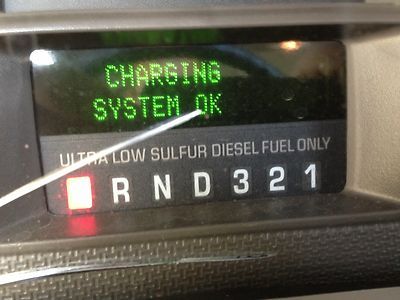 CHARGING
SYSTEM OK
ULTRA LOW SULFUR DIESEL FUEL ONLY
R N D 3 2 1